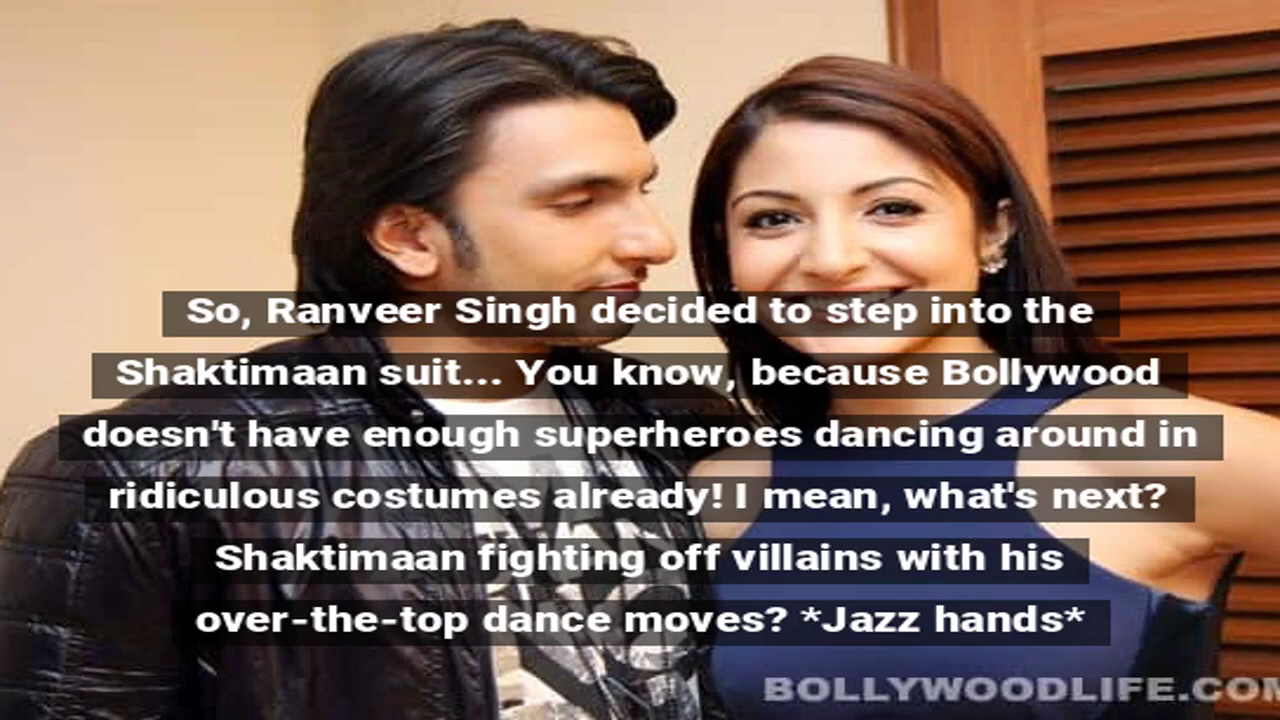 So, Ranveer Singh decided to step into the
Shaktimaan suit... You know, because Bollywood
doesn't have enough superheroes dancing around in
ridiculous costumes already! I mean, what's next?
Shaktimaan fighting off villains with his
over-the-top dance moves? *Jazz hands*
BOLLYWOODLIFE.COM